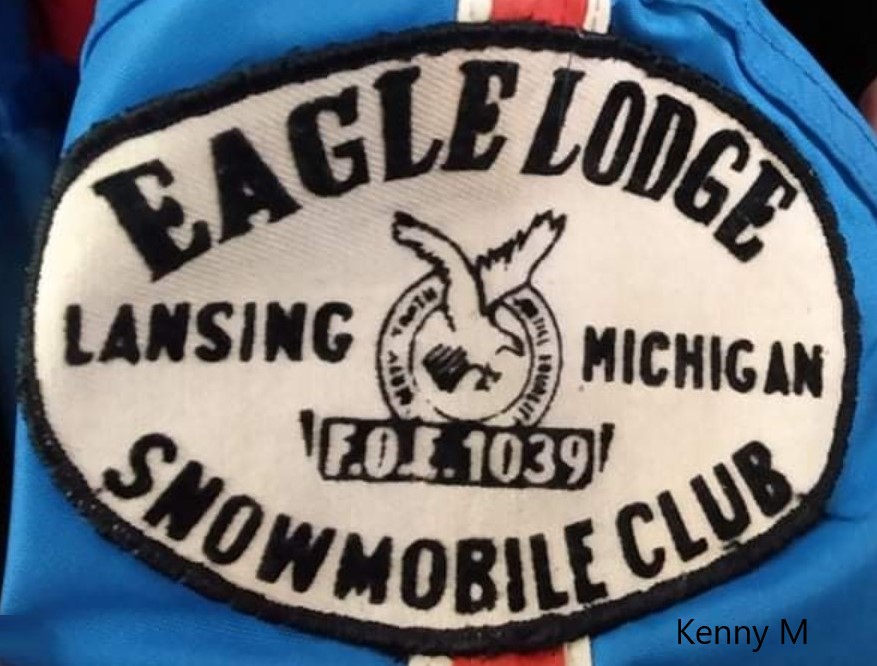 EAGLE LODGE
LANSING MICHIGAN
F.O.E. 1039
SNOWMOBILE CLUB
Kenny M